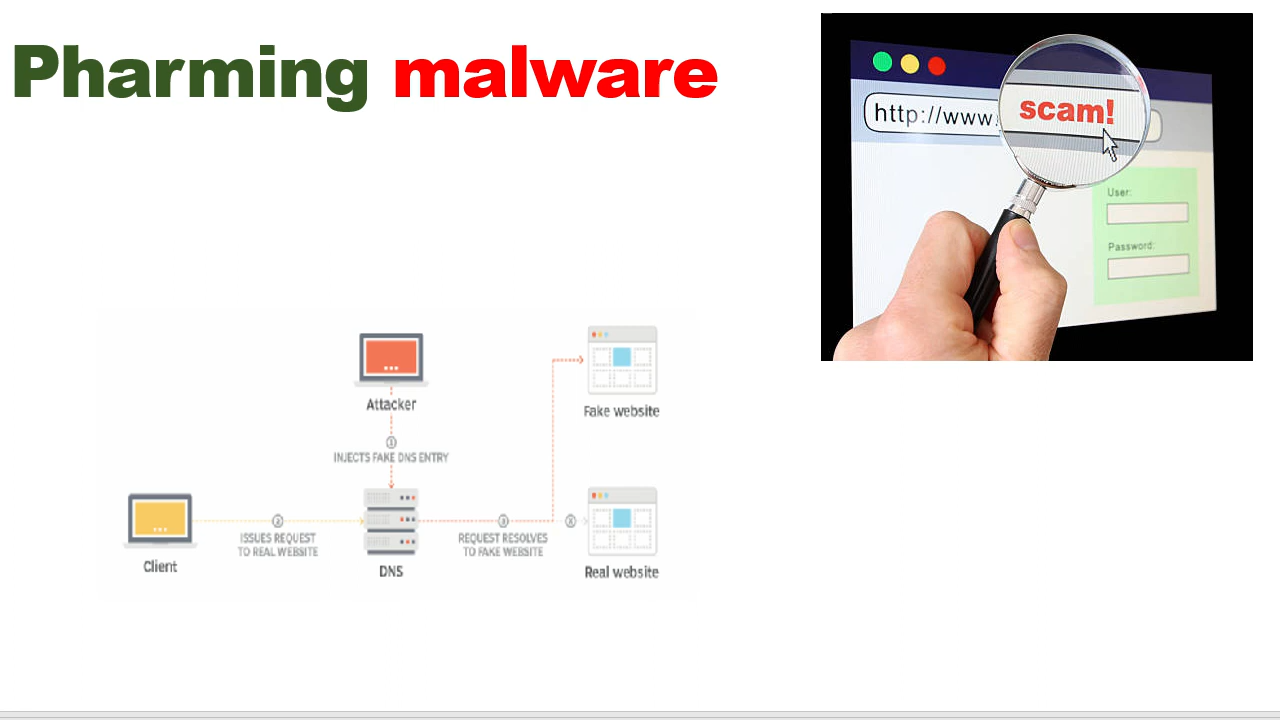 Pharming malware
http://www.
scam!
User:
Password:
Attacker
1
INJECTS FAKE DNS ENTRY
Fake website
2
3
X
ISSUES REQUEST
TO REAL WEBSITE
REQUEST RESOLVES
TO FAKE WEBSITE
Client
DNS
Real website